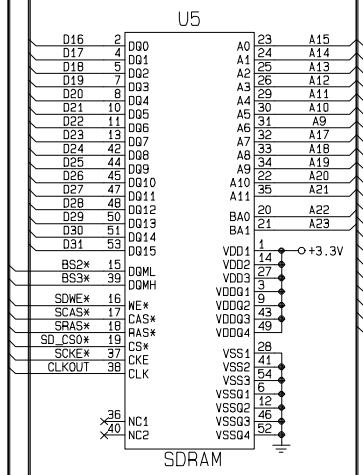 U5
D16 2 DQ0 A0 23 A15
D17 4 DQ1 A1 24 A14
D18 5 DQ2 A2 25 A13
D19 7 DQ3 A3 26 A12
D20 8 DQ4 A4 29 A11
D21 10 DQ5 A5 30 A10
D22 11 DQ6 A6 31 A9
D23 13 DQ7 A7 32 A17
D24 42 DQ8 A8 33 A18
D25 44 DQ9 A9 34 A19
D26 45 DQ10 A10 22 A20
D27 47 DQ11 A11 35 A21
D28 48 DQ12
D29 50 DQ13 BA0 20 A22
D30 51 DQ14 BA1 21 A23
D31 53 DQ15
VDD1 1 +3.3V
BS2* 15 DQML VDD2 14
BS3* 39 DQMH VDD3 27
VDDQ1 3
SDWE* 16 WE* VDDQ2 9
SCAS* 17 CAS* VDDQ3 43
SRAS* 18 RAS* VDDQ4 49
SD_CS0* 19 CS*
SCKE* 37 CKE VSS1 28
CLKOUT 38 CLK VSS2 41
VSS3 54
VSSQ1 6
VSSQ2 12
36 NC1 VSSQ3 46
40 NC2 VSSQ4 52
SDRAM